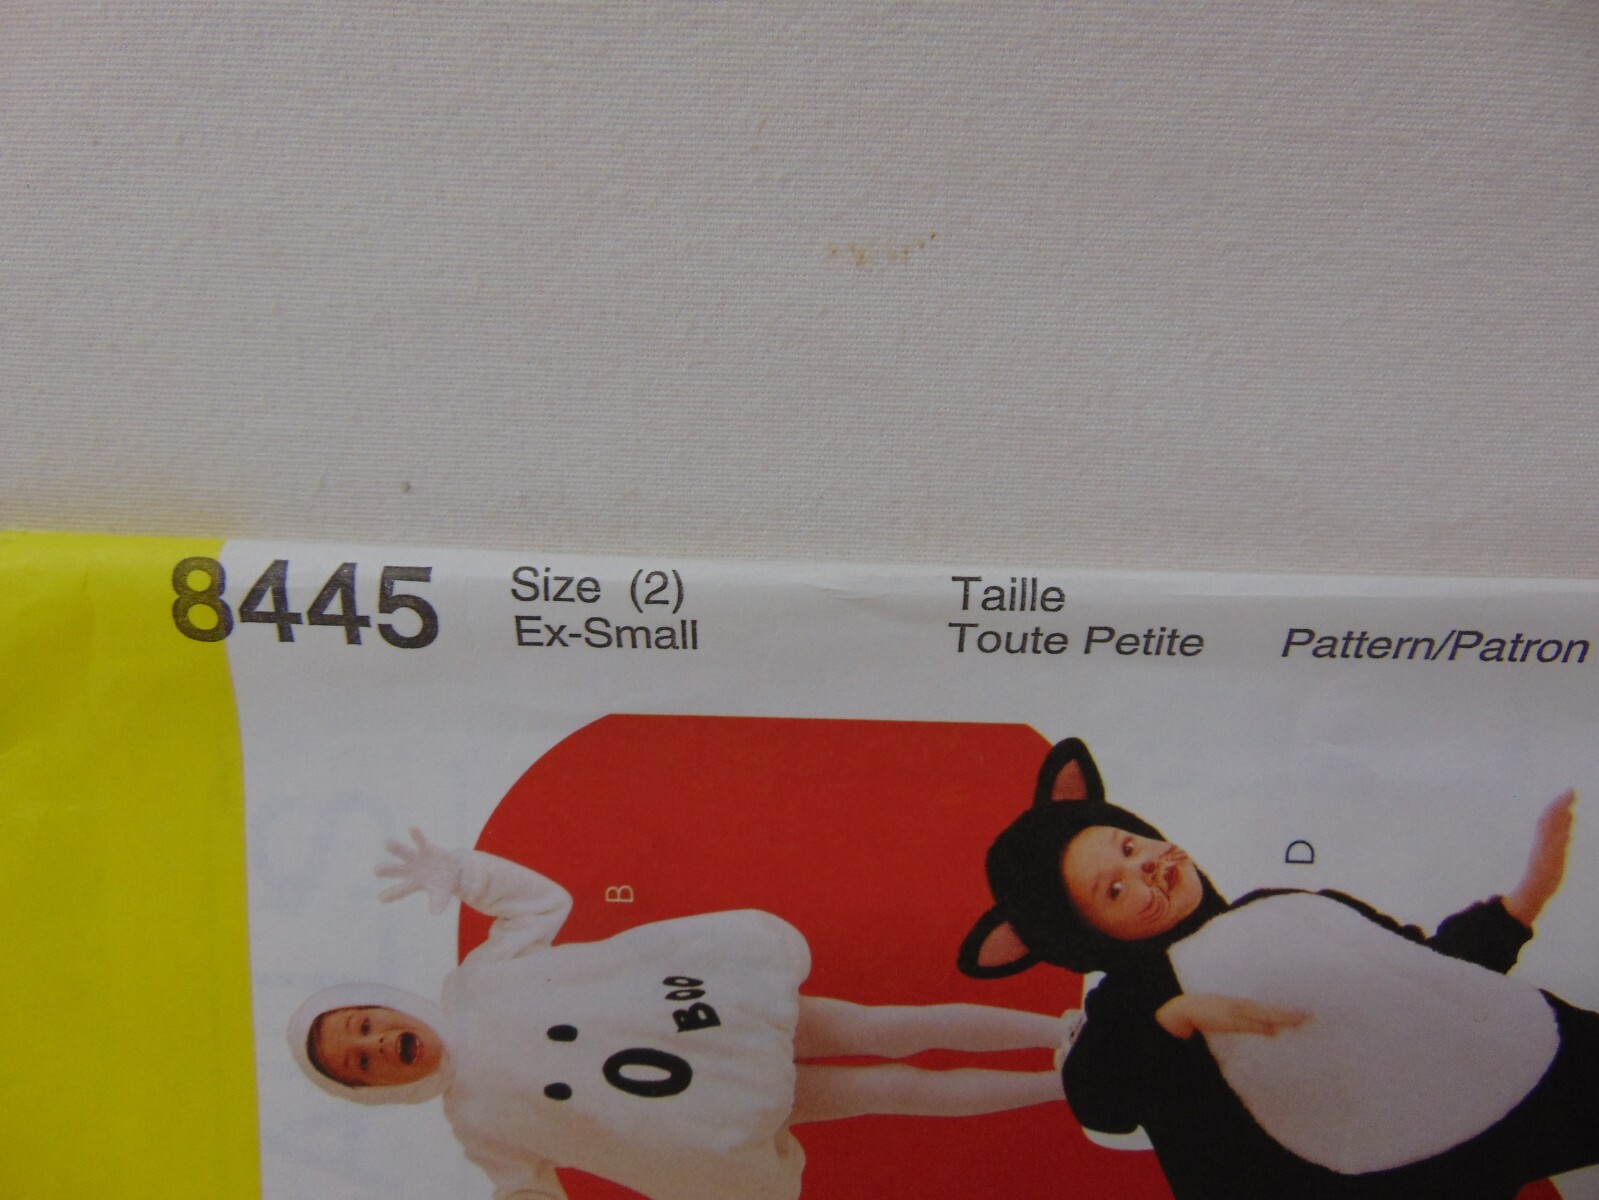 8445
Size (2)
Ex-Small
Taille
Toute Petite
Pattern/Patron
B
BOO
D